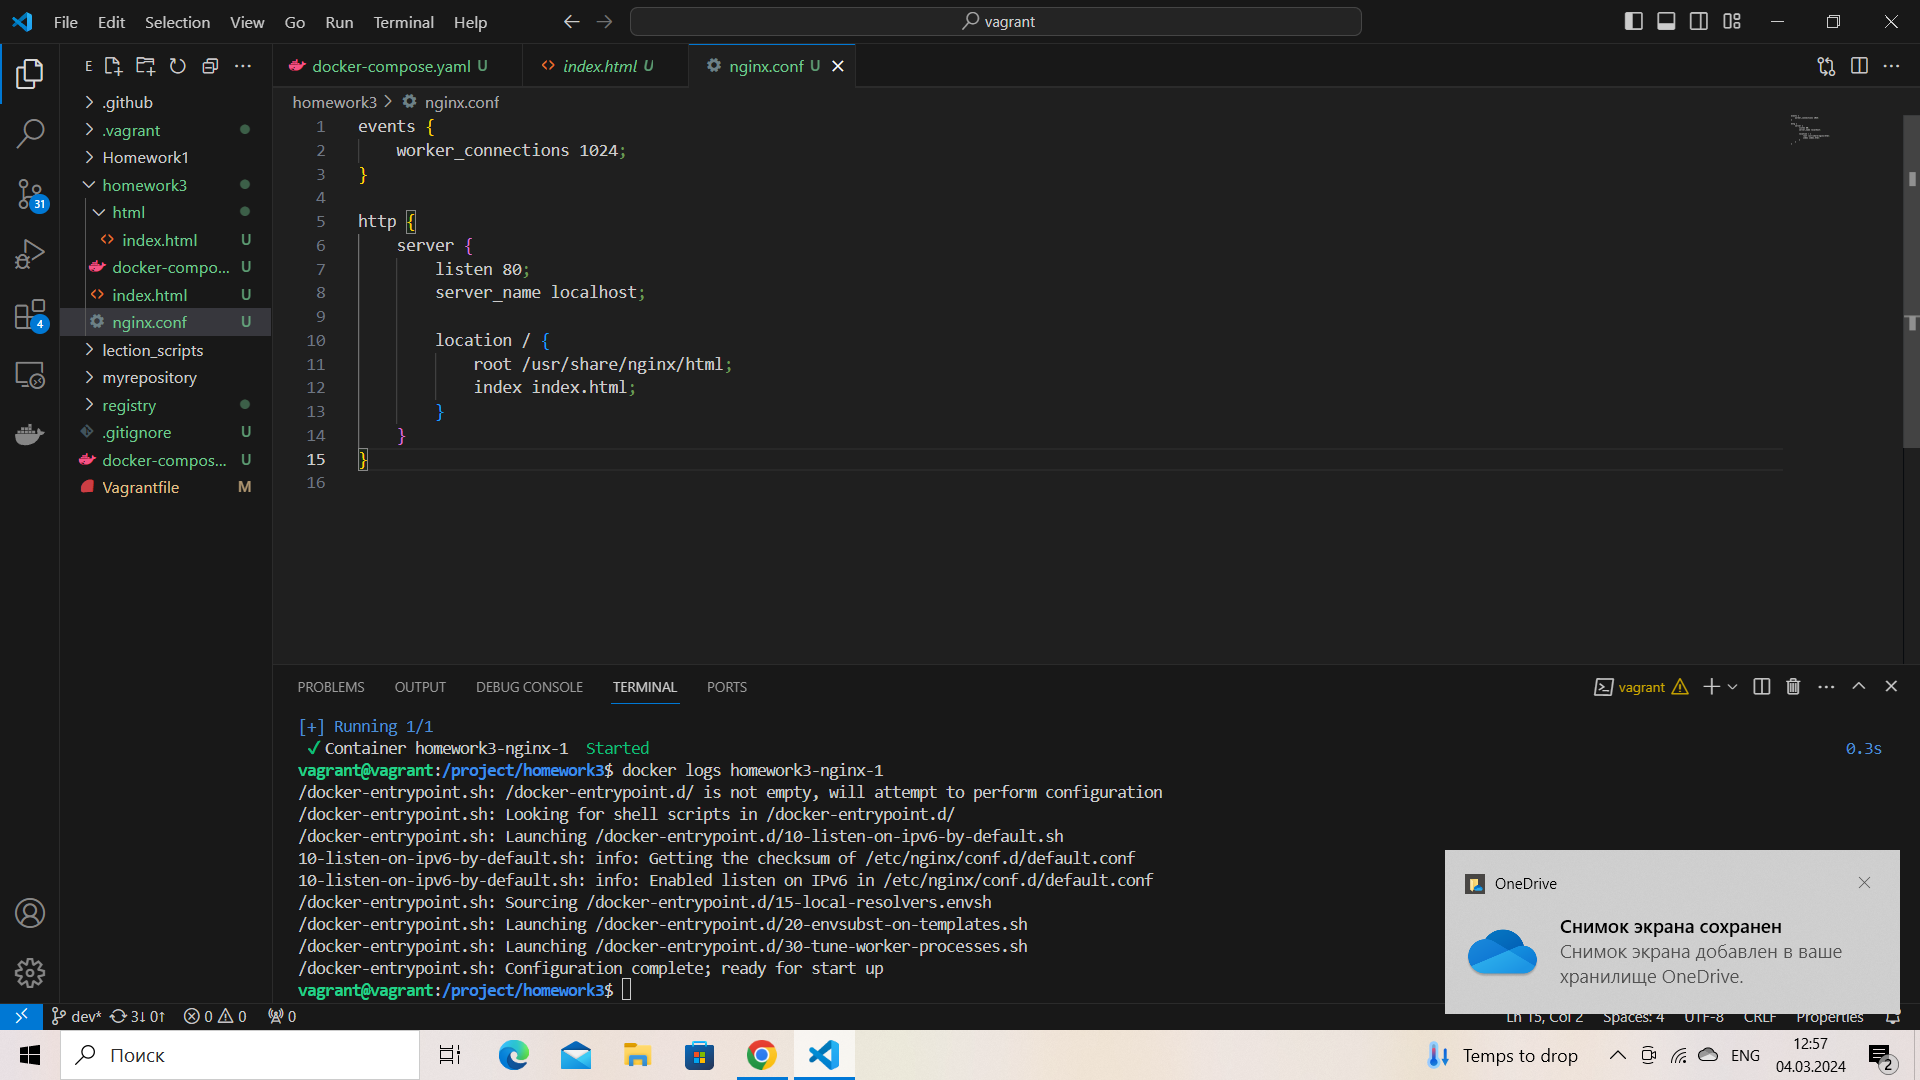 File Edit Selection View Go Run Terminal Help
vagrant
E
docker-compose.yaml U
index.html U
nginx.conf U
.github
.vagrant
Homework1
homework3
html
index.html U
docker-compo... U
index.html U
nginx.conf U
lection_scripts
myrepository
registry
.gitignore U
docker-compos... U
Vagrantfile M
31
4
homework3 > nginx.conf
1 events {
2 worker_connections 1024;
3 }
4
5 http {
6 server {
7 listen 80;
8 server_name localhost;
9
10 location / {
11 root /usr/share/nginx/html;
12 index index.html;
13 }
14 }
15 }
16
PROBLEMS OUTPUT DEBUG CONSOLE TERMINAL PORTS
vagrant
[+] Running 1/1
✓ Container homework3-nginx-1 Started 0.3s
vagrant@vagrant:/project/homework3$ docker logs homework3-nginx-1
/docker-entrypoint.sh: /docker-entrypoint.d/ is not empty, will attempt to perform configuration
/docker-entrypoint.sh: Looking for shell scripts in /docker-entrypoint.d/
/docker-entrypoint.sh: Launching /docker-entrypoint.d/10-listen-on-ipv6-by-default.sh
10-listen-on-ipv6-by-default.sh: info: Getting the checksum of /etc/nginx/conf.d/default.conf
10-listen-on-ipv6-by-default.sh: info: Enabled listen on IPv6 in /etc/nginx/conf.d/default.conf
/docker-entrypoint.sh: Sourcing /docker-entrypoint.d/15-local-resolvers.envsh
/docker-entrypoint.sh: Launching /docker-entrypoint.d/20-envsubst-on-templates.sh
/docker-entrypoint.sh: Launching /docker-entrypoint.d/30-tune-worker-processes.sh
/docker-entrypoint.sh: Configuration complete; ready for start up
vagrant@vagrant:/project/homework3$
OneDrive
Снимок экрана сохранен
Снимок экрана добавлен в ваше
хранилище OneDrive.
dev* 3↓ 0↑ 0 0 0
Ln 15, Col 2 Spaces: 4 UTF-8 CRLF Properties
Поиск
Temps to drop
ENG
12:57
04.03.2024
2